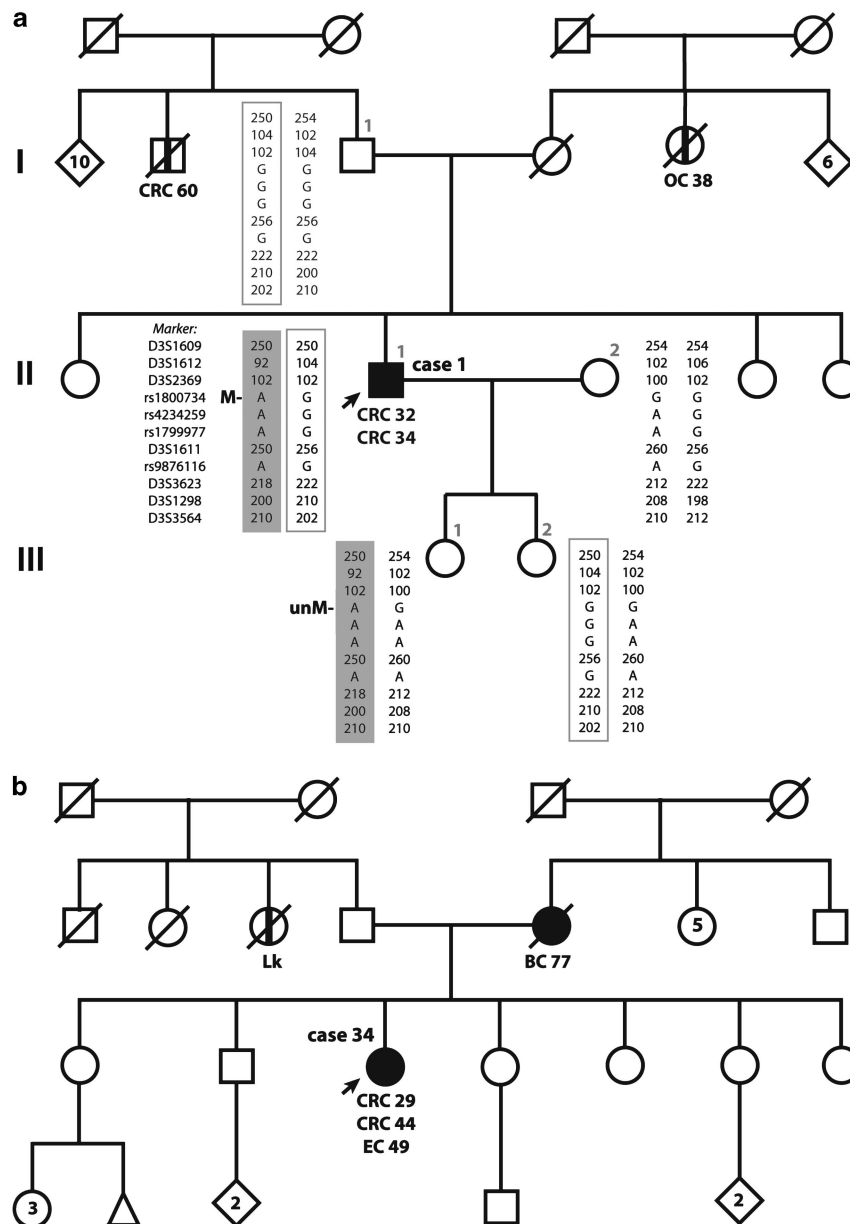 a
I
10
CRC 60
250 254
104 102
102 104
G G
G G
G G
256 256
G G
222 222
210 200
202 210
1
OC 38
6
II
Marker:
D3S1609 250 250
D3S1612 92 104
D3S2369 102 102
rs1800734 M- A G
rs4234259 A G
rs1799977 A G
D3S1611 250 256
rs9876116 A G
D3S3623 218 222
D3S1298 200 210
D3S3564 210 202
1
case 1
CRC 32
CRC 34
2
254 254
102 106
100 102
G G
A G
A G
260 256
A G
212 222
208 198
210 212
III
250 254
92 102
102 100
unM- A G
A A
A A
250 260
A A
218 212
200 208
210 210
1
2
250 254
104 102
102 100
G G
G A
G A
256 260
G A
222 212
210 208
202 210
b
Lk
BC 77
5
case 34
CRC 29
CRC 44
EC 49
3
2
2